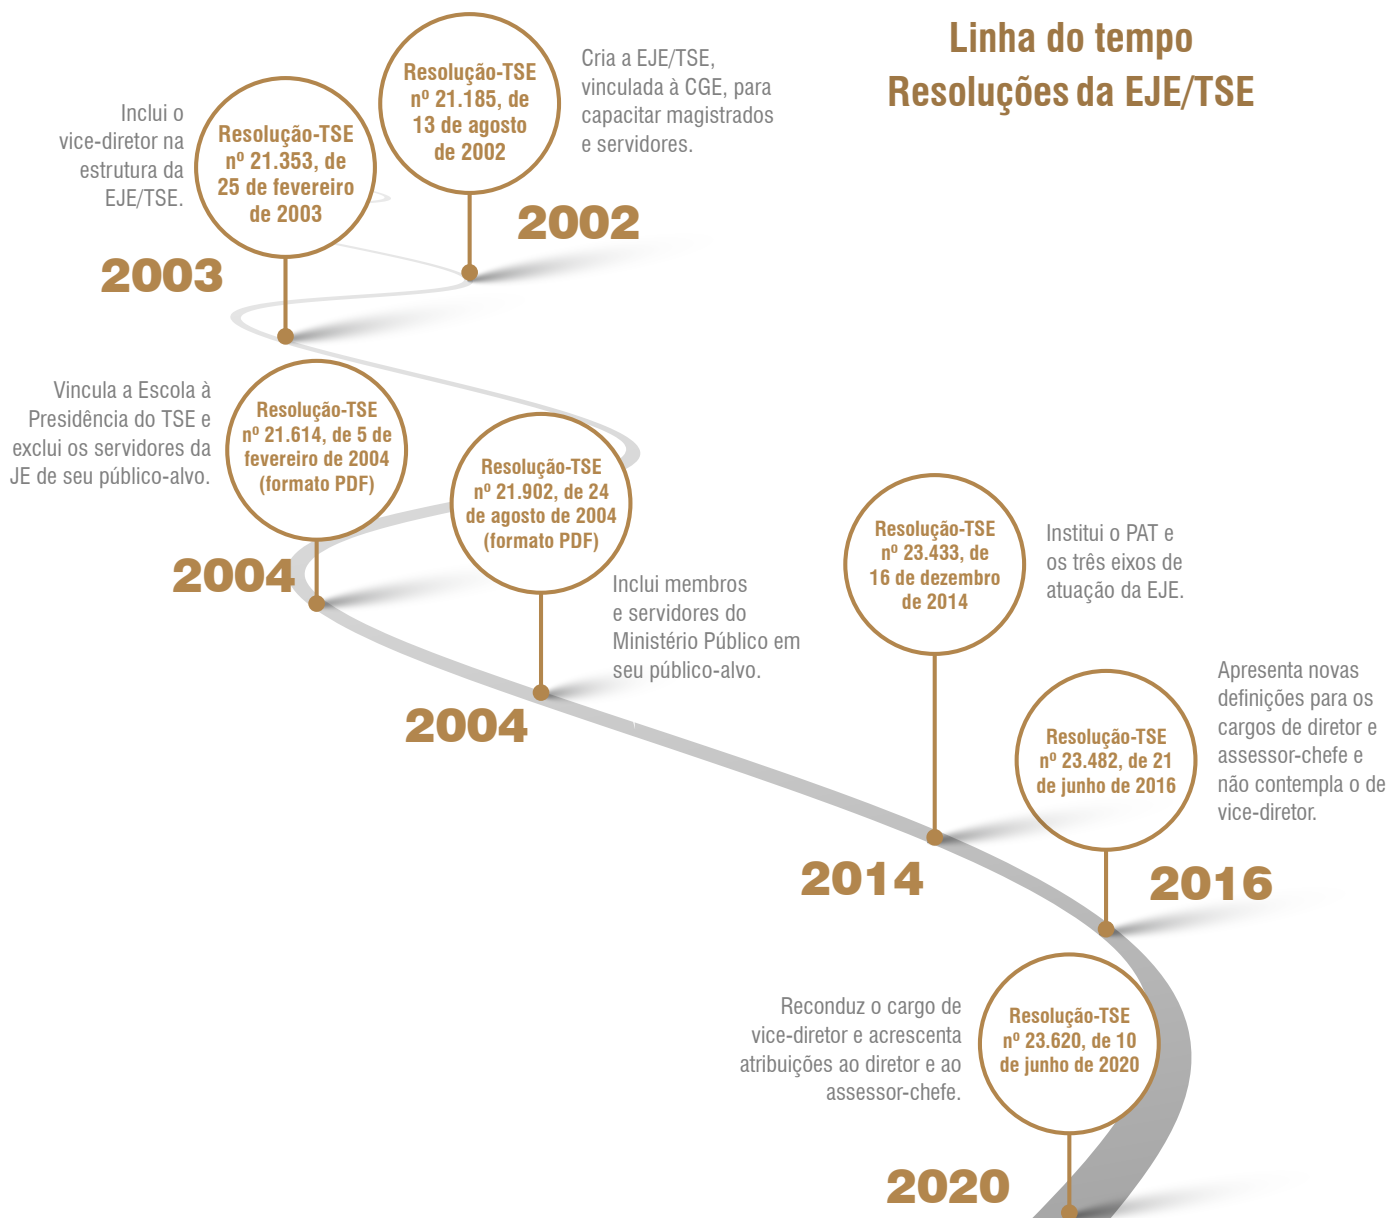 Linha do tempo
Resoluções da EJE/TSE
Resolução-TSE
nº 21.185, de
13 de agosto
de 2002
Cria a EJE/TSE,
vinculada à CGE, para
capacitar magistrados
e servidores.
2002
Inclui o
vice-diretor na
estrutura da
EJE/TSE.
Resolução-TSE
nº 21.353, de
25 de fevereiro
de 2003
2003
Vincula a Escola à
Presidência do TSE e
exclui os servidores da
JE de seu público-alvo.
Resolução-TSE
nº 21.614, de 5 de
fevereiro de 2004
(formato PDF)
2004
Resolução-TSE
nº 21.902, de 24
de agosto de 2004
(formato PDF)
Inclui membros
e servidores do
Ministério Público em
seu público-alvo.
2004
Resolução-TSE
nº 23.433, de
16 de dezembro
de 2014
Institui o PAT e
os três eixos de
atuação da EJE.
2014
Resolução-TSE
nº 23.482, de 21
de junho de 2016
Apresenta novas
definições para os
cargos de diretor e
assessor-chefe e
não contempla o de
vice-diretor.
2016
Reconduz o cargo de
vice-diretor e acrescenta
atribuições ao diretor e ao
assessor-chefe.
Resolução-TSE
nº 23.620, de 10
de junho de 2020
2020